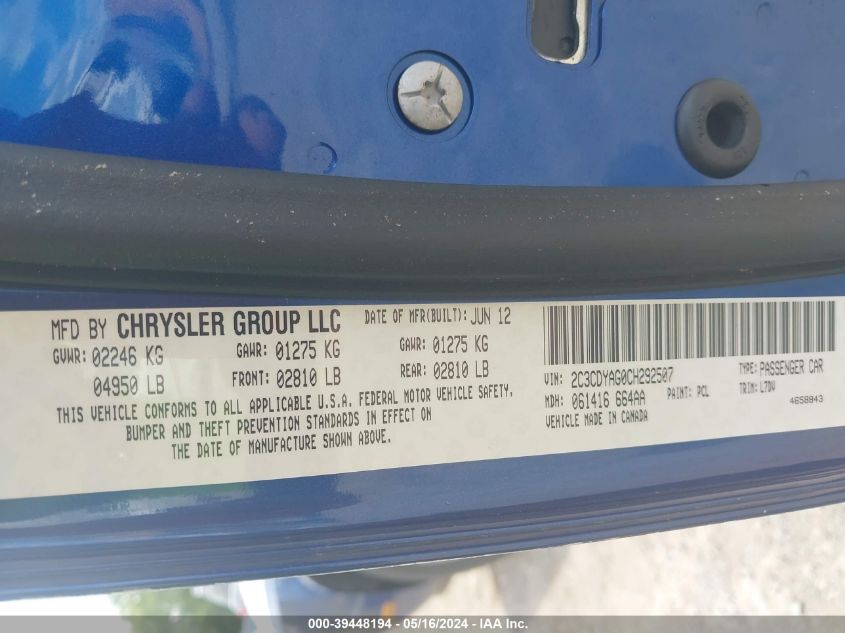 MFD BY CHRYSLER GROUP LLC
DATE OF MFR(BUILT): JUN 12
GVWR: 02246 KG
GAWR: 01275 KG
GAWR: 01275 KG
04950 LB
FRONT: 02810 LB
REAR: 02810 LB
THIS VEHICLE CONFORMS TO ALL APPLICABLE U.S.A. FEDERAL MOTOR VEHICLE SAFETY,
BUMPER AND THEFT PREVENTION STANDARDS IN EFFECT ON
THE DATE OF MANUFACTURE SHOWN ABOVE.
VIN: 2C3CDYAG0CH292507
TYPE: PASSENGER CAR
MDH: 061416 664AA
PAINT: PCL
TRIM: L7DV
VEHICLE MADE IN CANADA
4658843
000-39448194 - 05/16/2024 - IAA Inc.